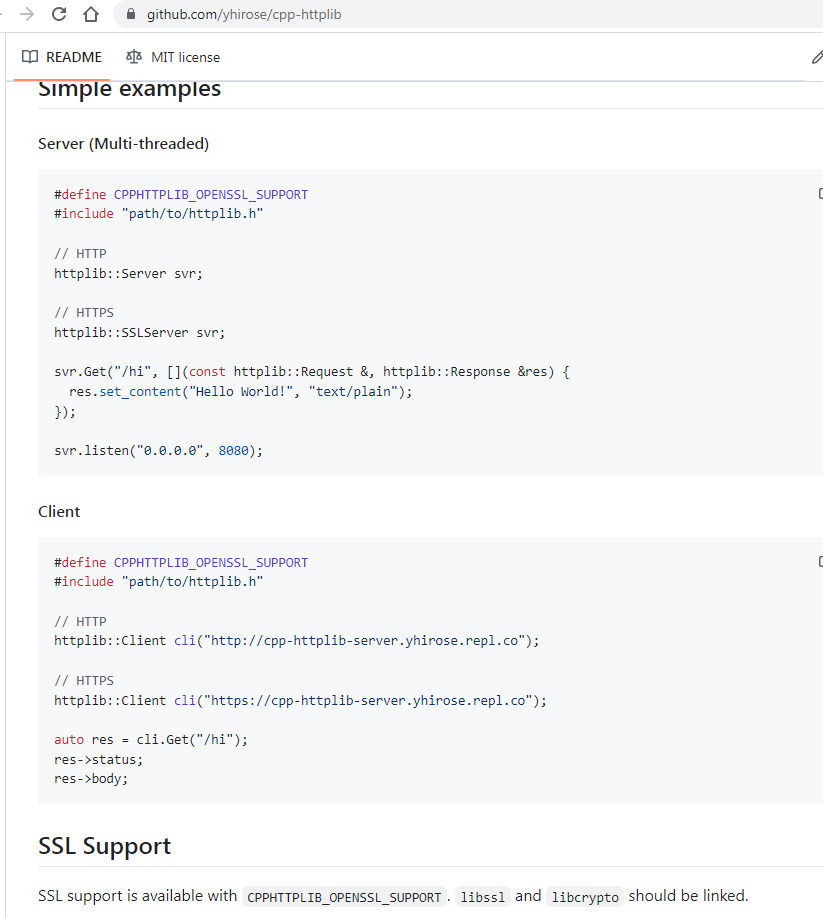 github.com/yhirose/cpp-httplib
README MIT license
Simple examples
Server (Multi-threaded)
#define CPPHTTPLIB_OPENSSL_SUPPORT
#include "path/to/httplib.h"
// HTTP
httplib::Server svr;
// HTTPS
httplib::SSLServer svr;
svr.Get("/hi", [](const httplib::Request &, httplib::Response &res) {
  res.set_content("Hello World!", "text/plain");
});
svr.listen("0.0.0.0", 8080);
Client
#define CPPHTTPLIB_OPENSSL_SUPPORT
#include "path/to/httplib.h"
// HTTP
httplib::Client cli("http://cpp-httplib-server.yhirose.repl.co");
// HTTPS
httplib::Client cli("https://cpp-httplib-server.yhirose.repl.co");
auto res = cli.Get("/hi");
res->status;
res->body;
SSL Support
SSL support is available with CPPHTTPLIB_OPENSSL_SUPPORT. libssl and libcrypto should be linked.